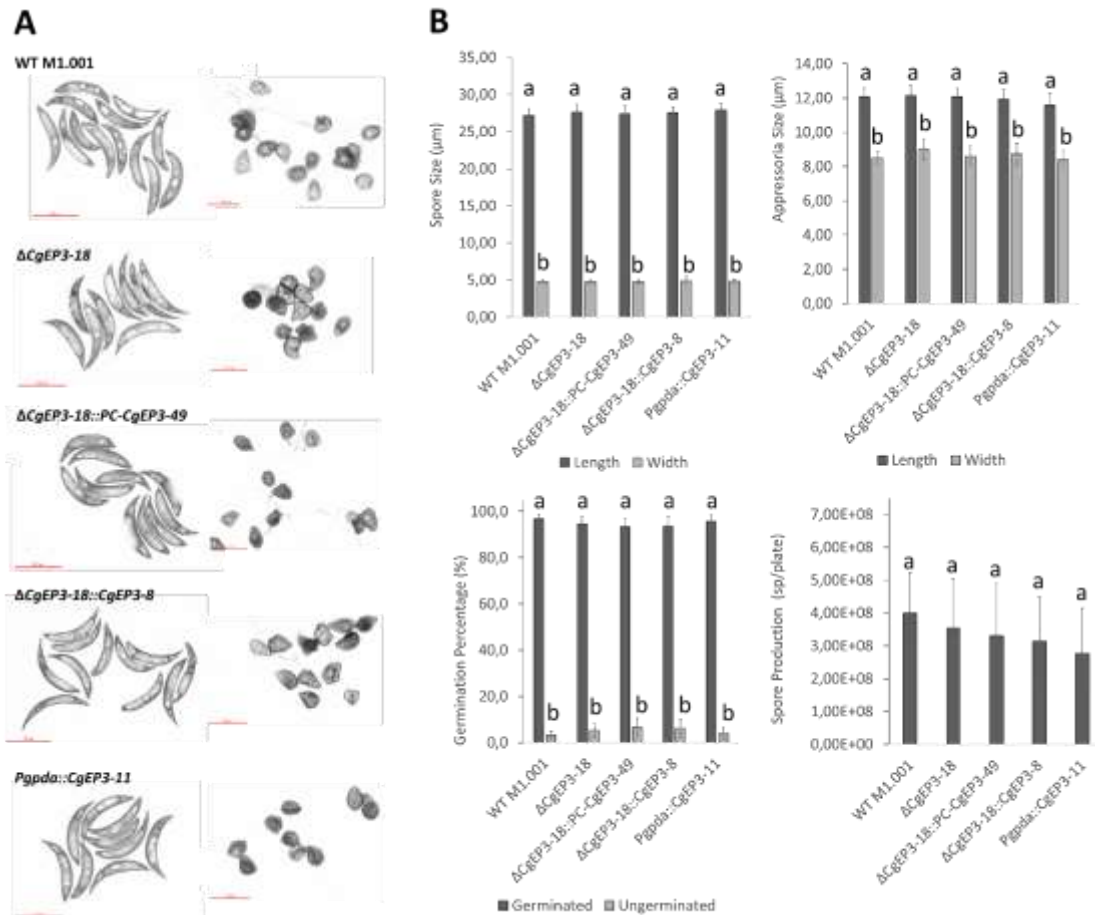 A
WT M1.001
ΔCgEP3-18
ΔCgEP3-18::PC-CgEP3-49
ΔCgEP3-18::CgEP3-8
Pgpda::CgEP3-11
B
Spore Size (µm)
35,00
30,00
25,00
20,00
15,00
10,00
5,00
0,00
a a a a a
b b b b b
WT M1.001
ΔCgEP3-18
ΔCgEP3-18::PC-CgEP3-49
ΔCgEP3-18::CgEP3-8
Pgpda::CgEP3-11
Length Width
Appressoria Size (µm)
14,00
12,00
10,00
8,00
6,00
4,00
2,00
0,00
a a a a a
b b b b b
WT M1.001
ΔCgEP3-18
ΔCgEP3-18::PC-CgEP3-49
ΔCgEP3-18::CgEP3-8
Pgpda::CgEP3-11
Length Width
Germination Percentage (%)
100,0
80,0
60,0
40,0
20,0
0,0
a a a a a
b b b b b
WT M1.001
ΔCgEP3-18
ΔCgEP3-18::PC-CgEP3-49
ΔCgEP3-18::CgEP3-8
Pgpda::CgEP3-11
Germinated Ungerminated
Spore Production (sp/plate)
7,00E+08
6,00E+08
5,00E+08
4,00E+08
3,00E+08
2,00E+08
1,00E+08
0,00E+00
a a a a a
WT M1.001
ΔCgEP3-18
ΔCgEP3-18::PC-CgEP3-49
ΔCgEP3-18::CgEP3-8
Pgpda::CgEP3-11